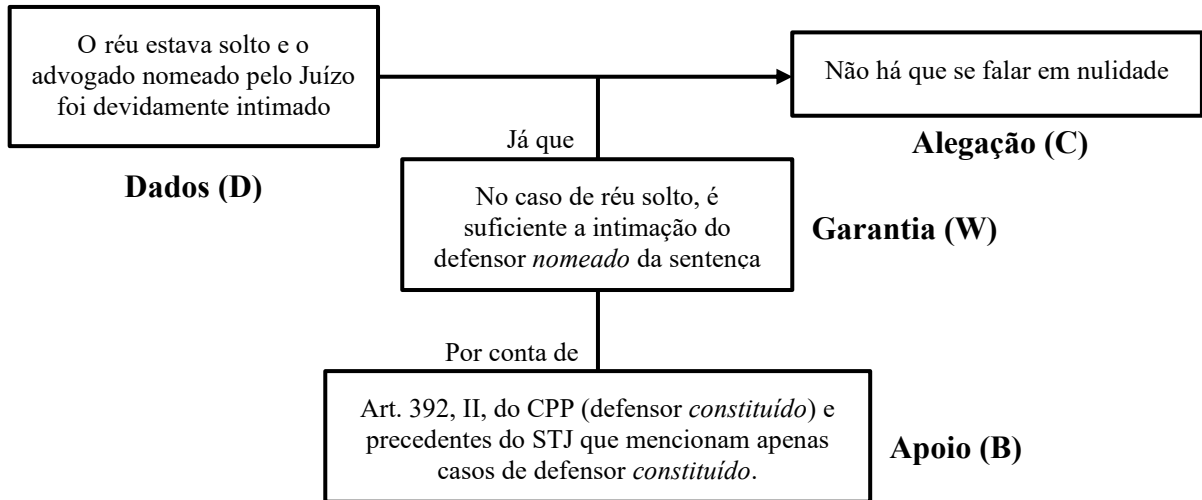 O réu estava solto e o
advogado nomeado pelo Juízo
foi devidamente intimado
Não há que se falar em nulidade
Alegação (C)
Dados (D)
Já que
No caso de réu solto, é
suficiente a intimação do
defensor nomeado da sentença
Garantia (W)
Por conta de
Art. 392, II, do CPP (defensor constituído) e
precedentes do STJ que mencionam apenas
casos de defensor constituído.
Apoio (B)